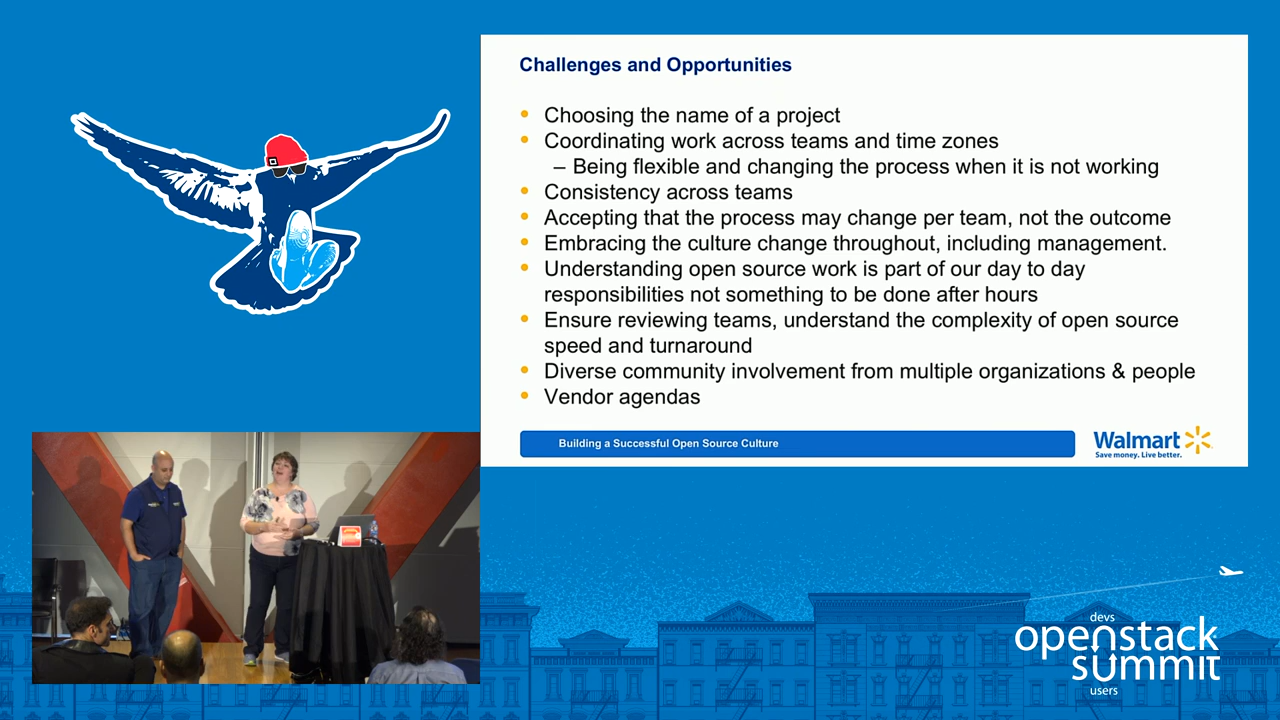 Challenges and Opportunities
• Choosing the name of a project
• Coordinating work across teams and time zones
– Being flexible and changing the process when it is not working
• Consistency across teams
• Accepting that the process may change per team, not the outcome
• Embracing the culture change throughout, including management.
• Understanding open source work is part of our day to day
responsibilities not something to be done after hours
• Ensure reviewing teams, understand the complexity of open source
speed and turnaround
• Diverse community involvement from multiple organizations & people
• Vendor agendas
Building a Successful Open Source Culture
Walmart
Save money. Live better.
devs
openstack
summit
users